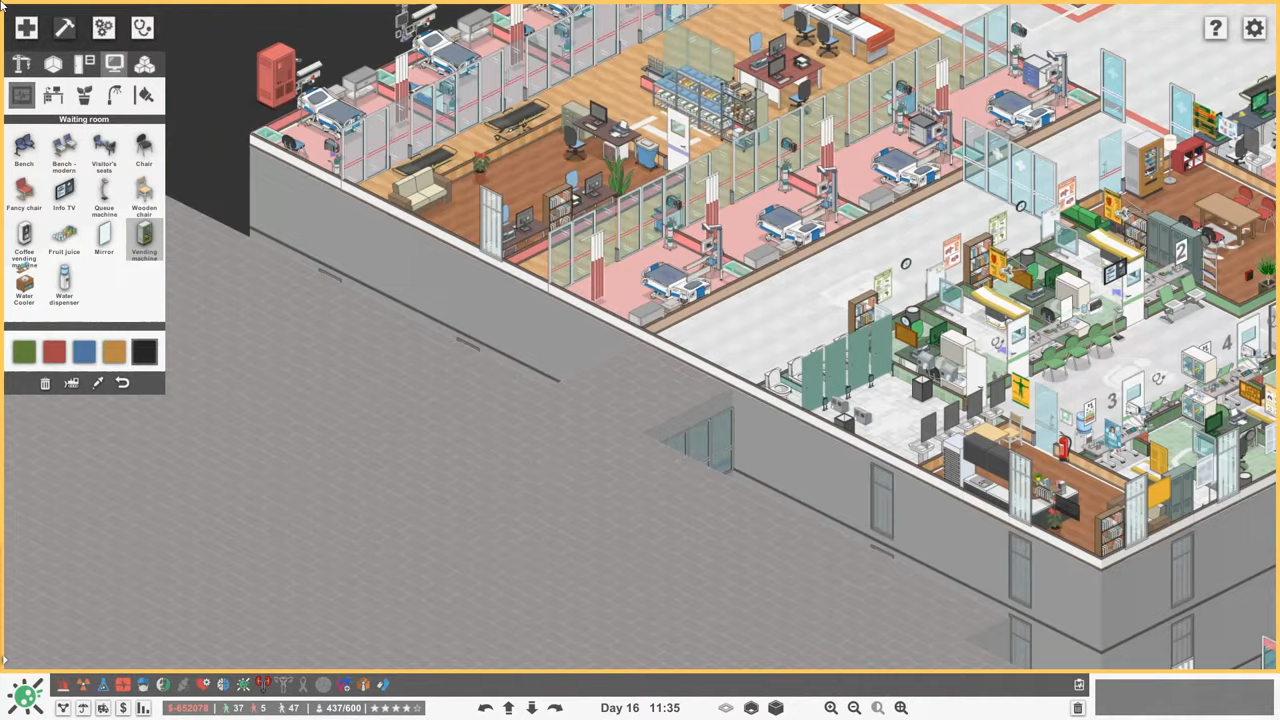 ?
Waiting room
Bench
Bench - modern
Visitor's seats
Chair
Fancy chair
Info TV
Queue machine
Wooden chair
Coffee vending machine
Fruit juice
Mirror
Vending machine
Water Cooler
Water dispenser
2
4
3
$-652078
37
5
47
437/600
Day 16 11:35
$